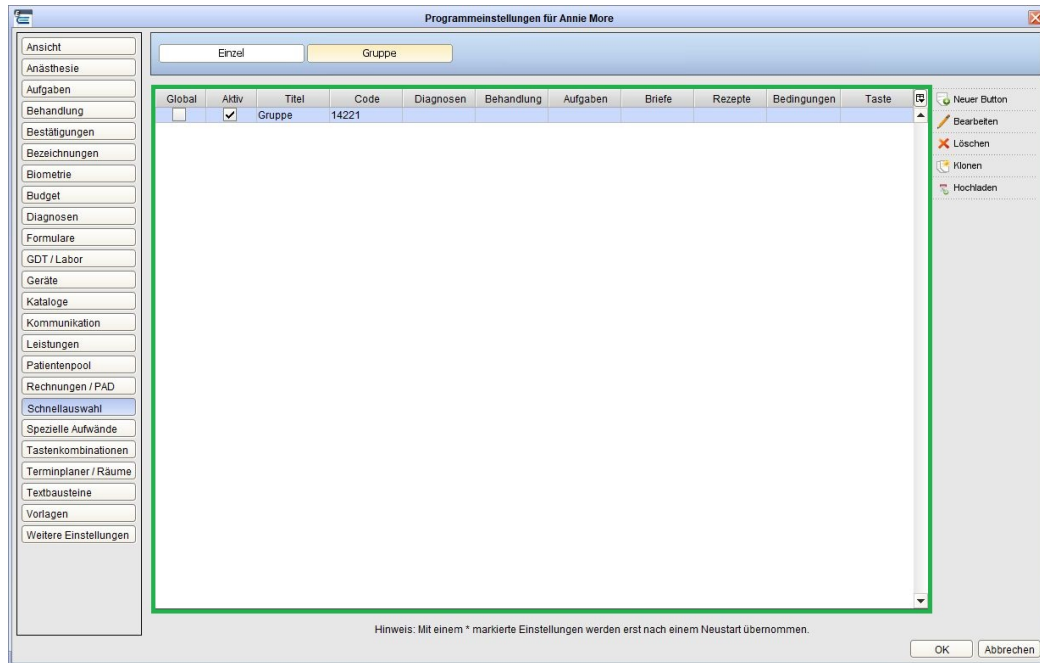 Programmeinstellungen für Annie More
Ansicht
Anästhesie
Aufgaben
Behandlung
Bestätigungen
Bezeichnungen
Biometrie
Budget
Diagnosen
Formulare
GDT / Labor
Geräte
Kataloge
Kommunikation
Leistungen
Patientenpool
Rechnungen / PAD
Schnellauswahl
Spezielle Aufwände
Tastenkombinationen
Terminplaner / Räume
Textbausteine
Vorlagen
Weitere Einstellungen
Einzel Gruppe
Global Aktiv Titel Code Diagnosen Behandlung Aufgaben Briefe Rezepte Bedingungen Taste
Gruppe 14221
Neuer Button
Bearbeiten
Löschen
Klonen
Hochladen
Hinweis: Mit einem * markierte Einstellungen werden erst nach einem Neustart übernommen.
OK Abbrechen